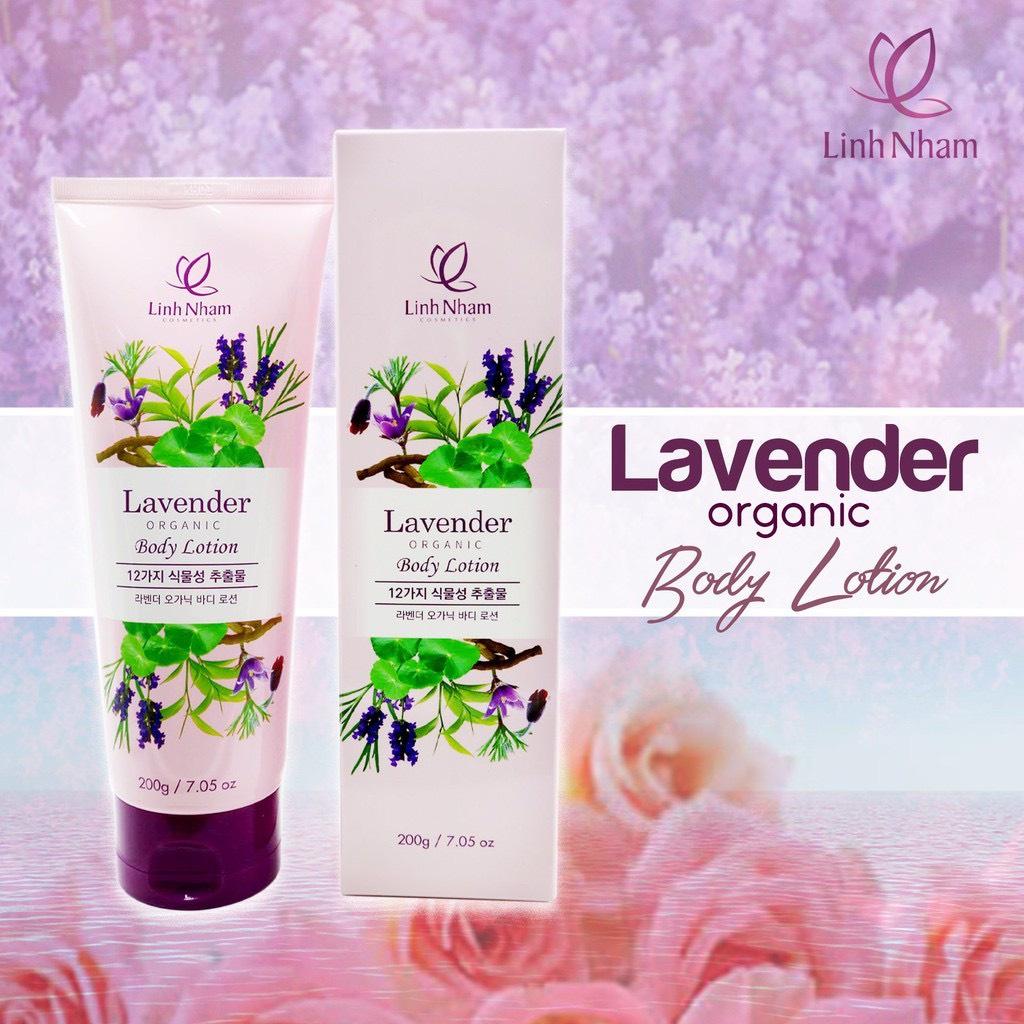 Linh Nham
Linh Nham
COSMETICS
Lavender
ORGANIC
Body Lotion
12가지 식물성 추출물
라벤더 오가닉 바디 로션
200g / 7.05 oz
Linh Nham
COSMETICS
Lavender
ORGANIC
Body Lotion
12가지 식물성 추출물
라벤더 오가닉 바디 로션
200g / 7.05 oz
Lavender
organic
Body Lotion